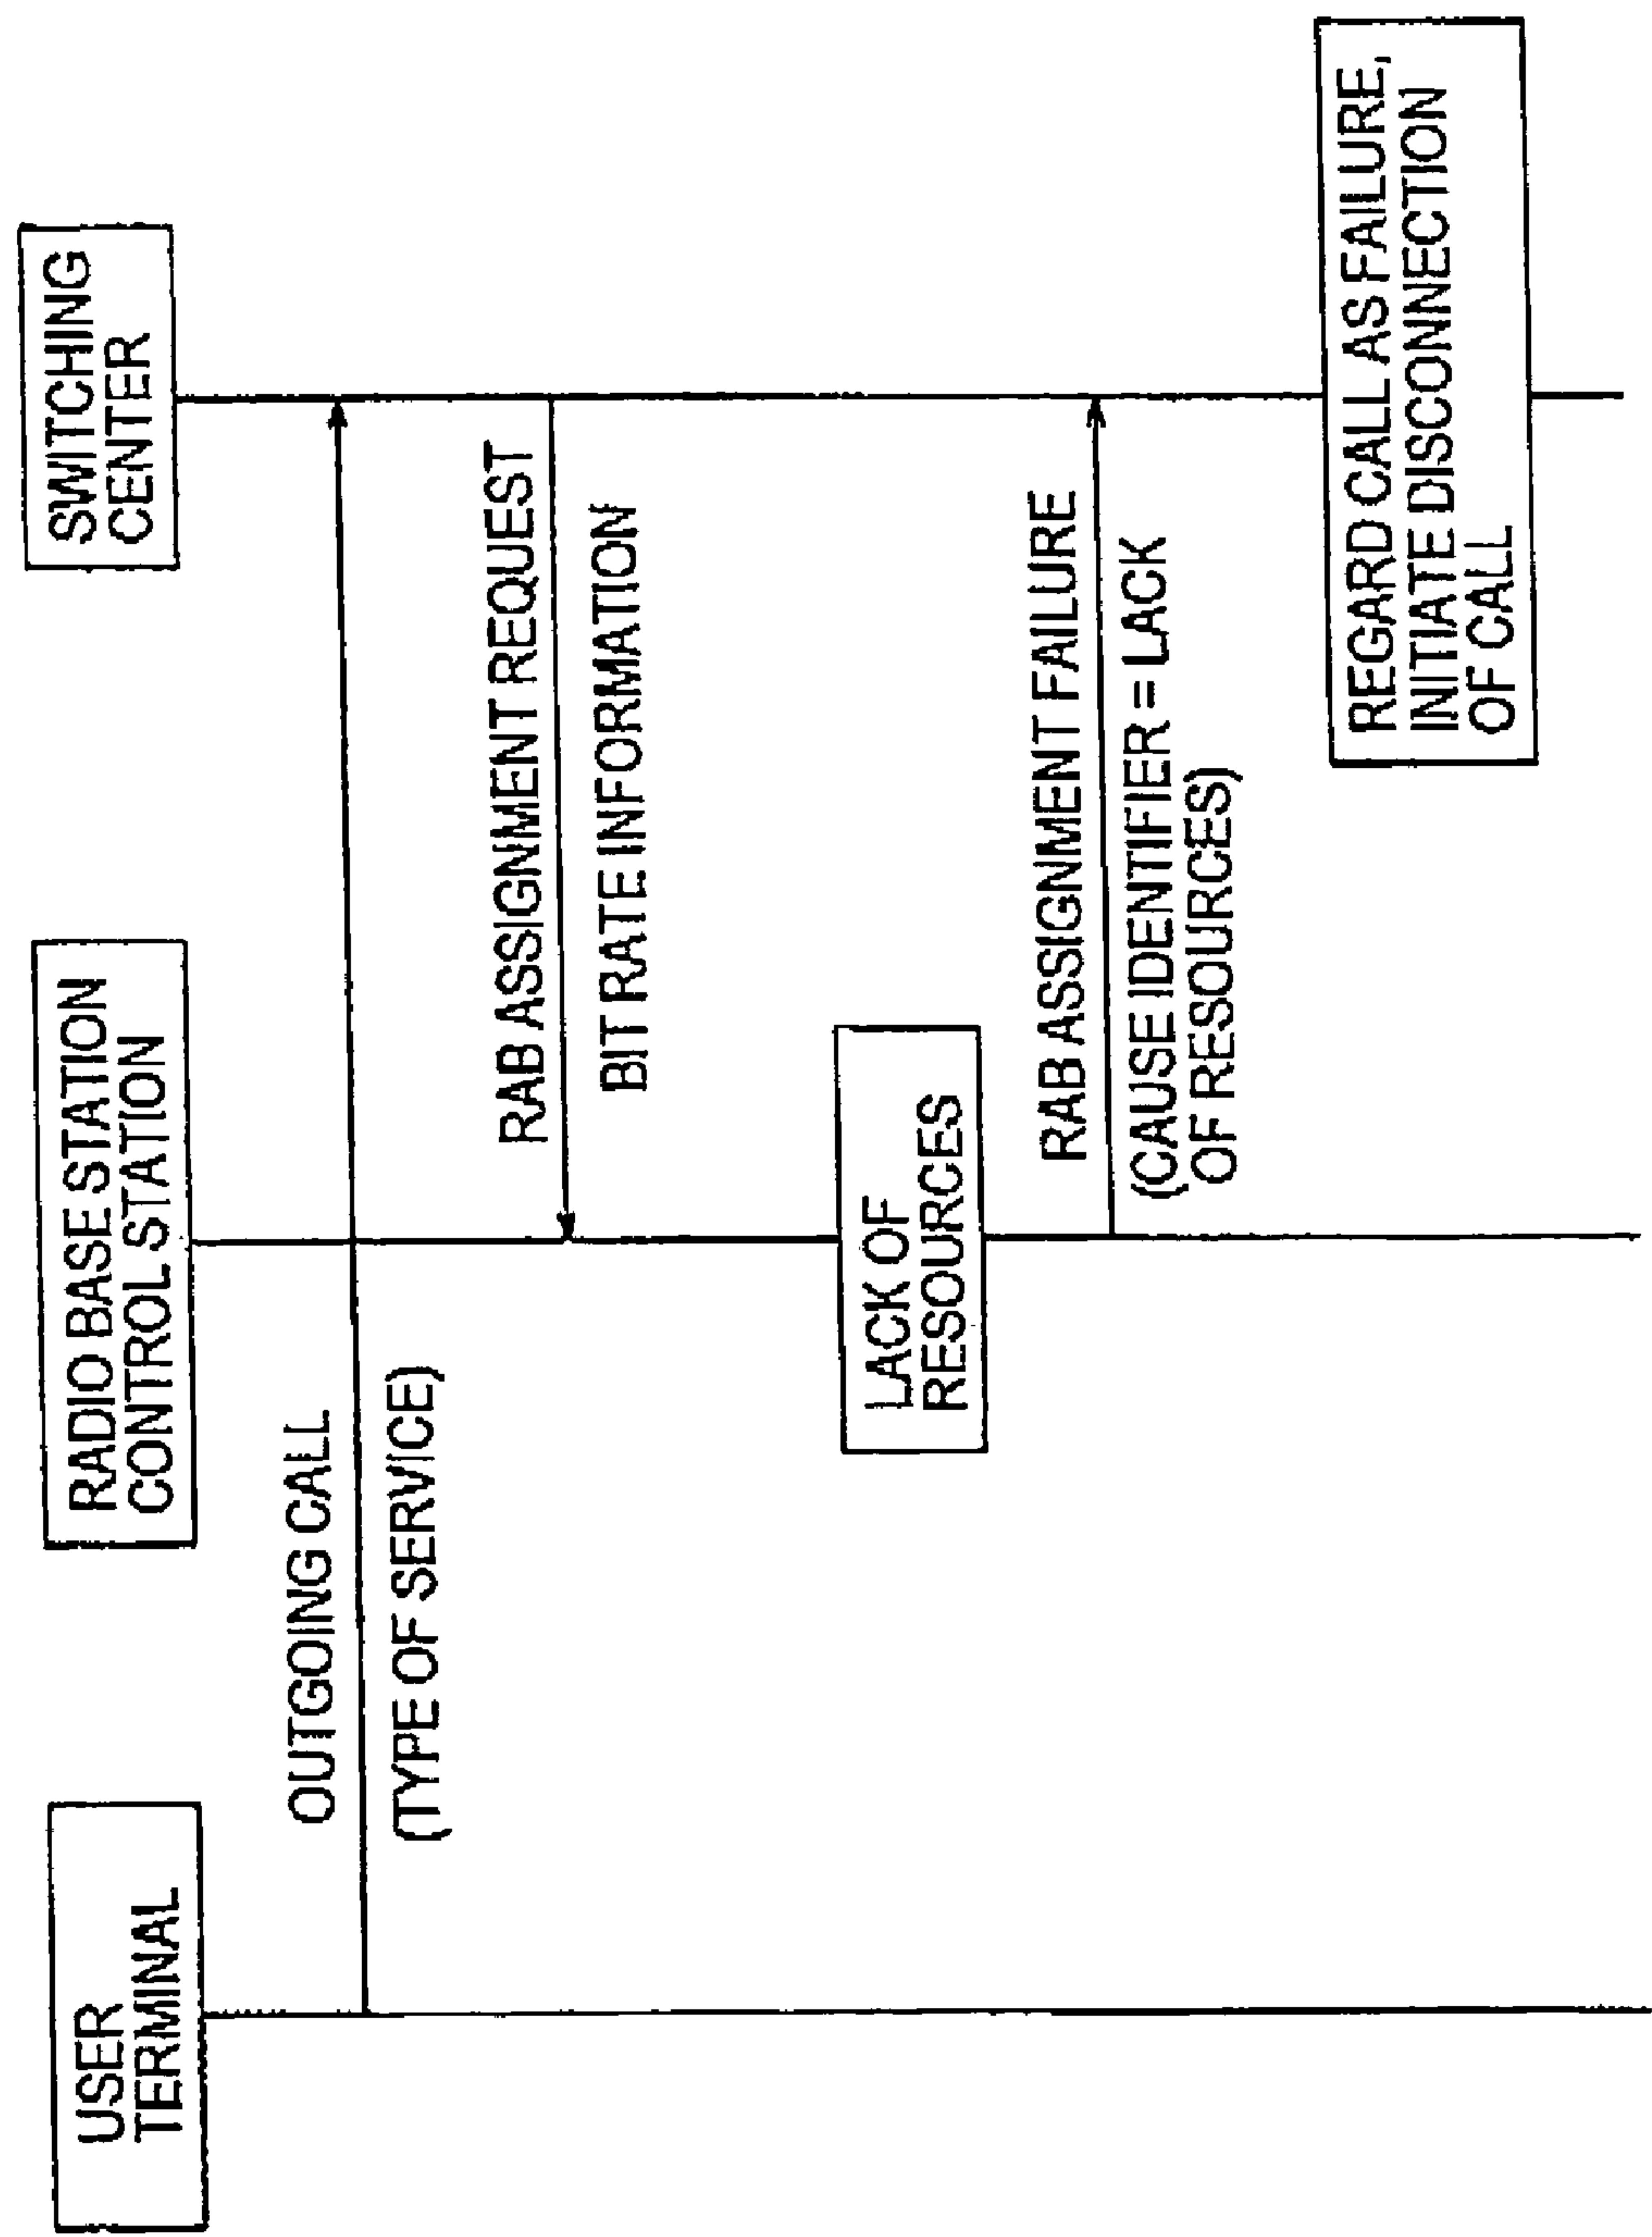 USER
TERMINAL
RADIO BASE STATION
CONTROL STATION
SWITCHING
CENTER
OUTGOING CALL
(TYPE OF SERVICE)
RAB ASSIGNMENT REQUEST
BIT RATE INFORMATION
LACK OF
RESOURCES
RAB ASSIGNMENT FAILURE
(CAUSE IDENTIFIER = LACK
OF RESOURCES)
REGARD CALL AS FAILURE,
INITIATE DISCONNECTION
OF CALL